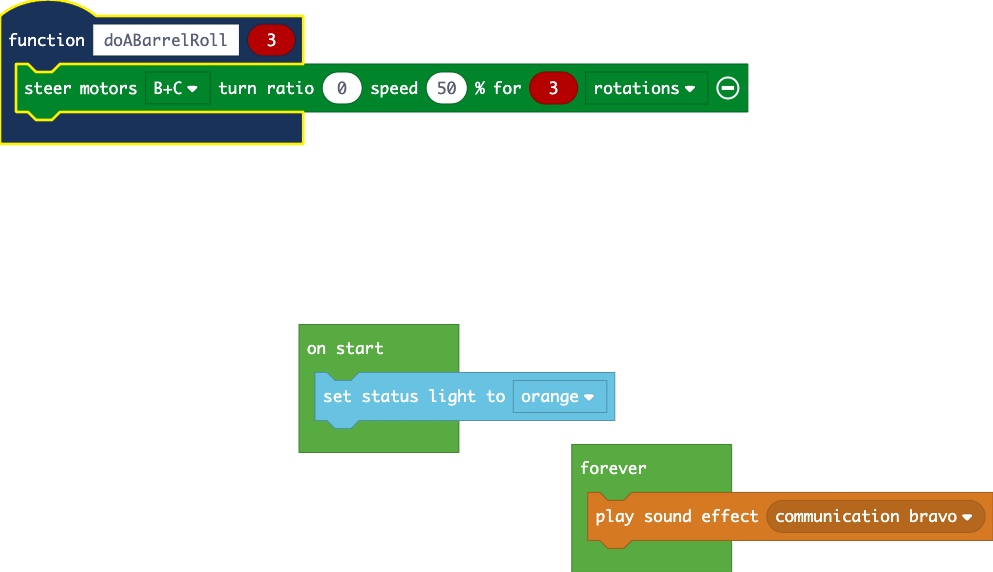 function doABarrelRoll 3
steer motors B+C turn ratio 0 speed 50 % for 3 rotations
on start
set status light to orange
forever
play sound effect communication bravo